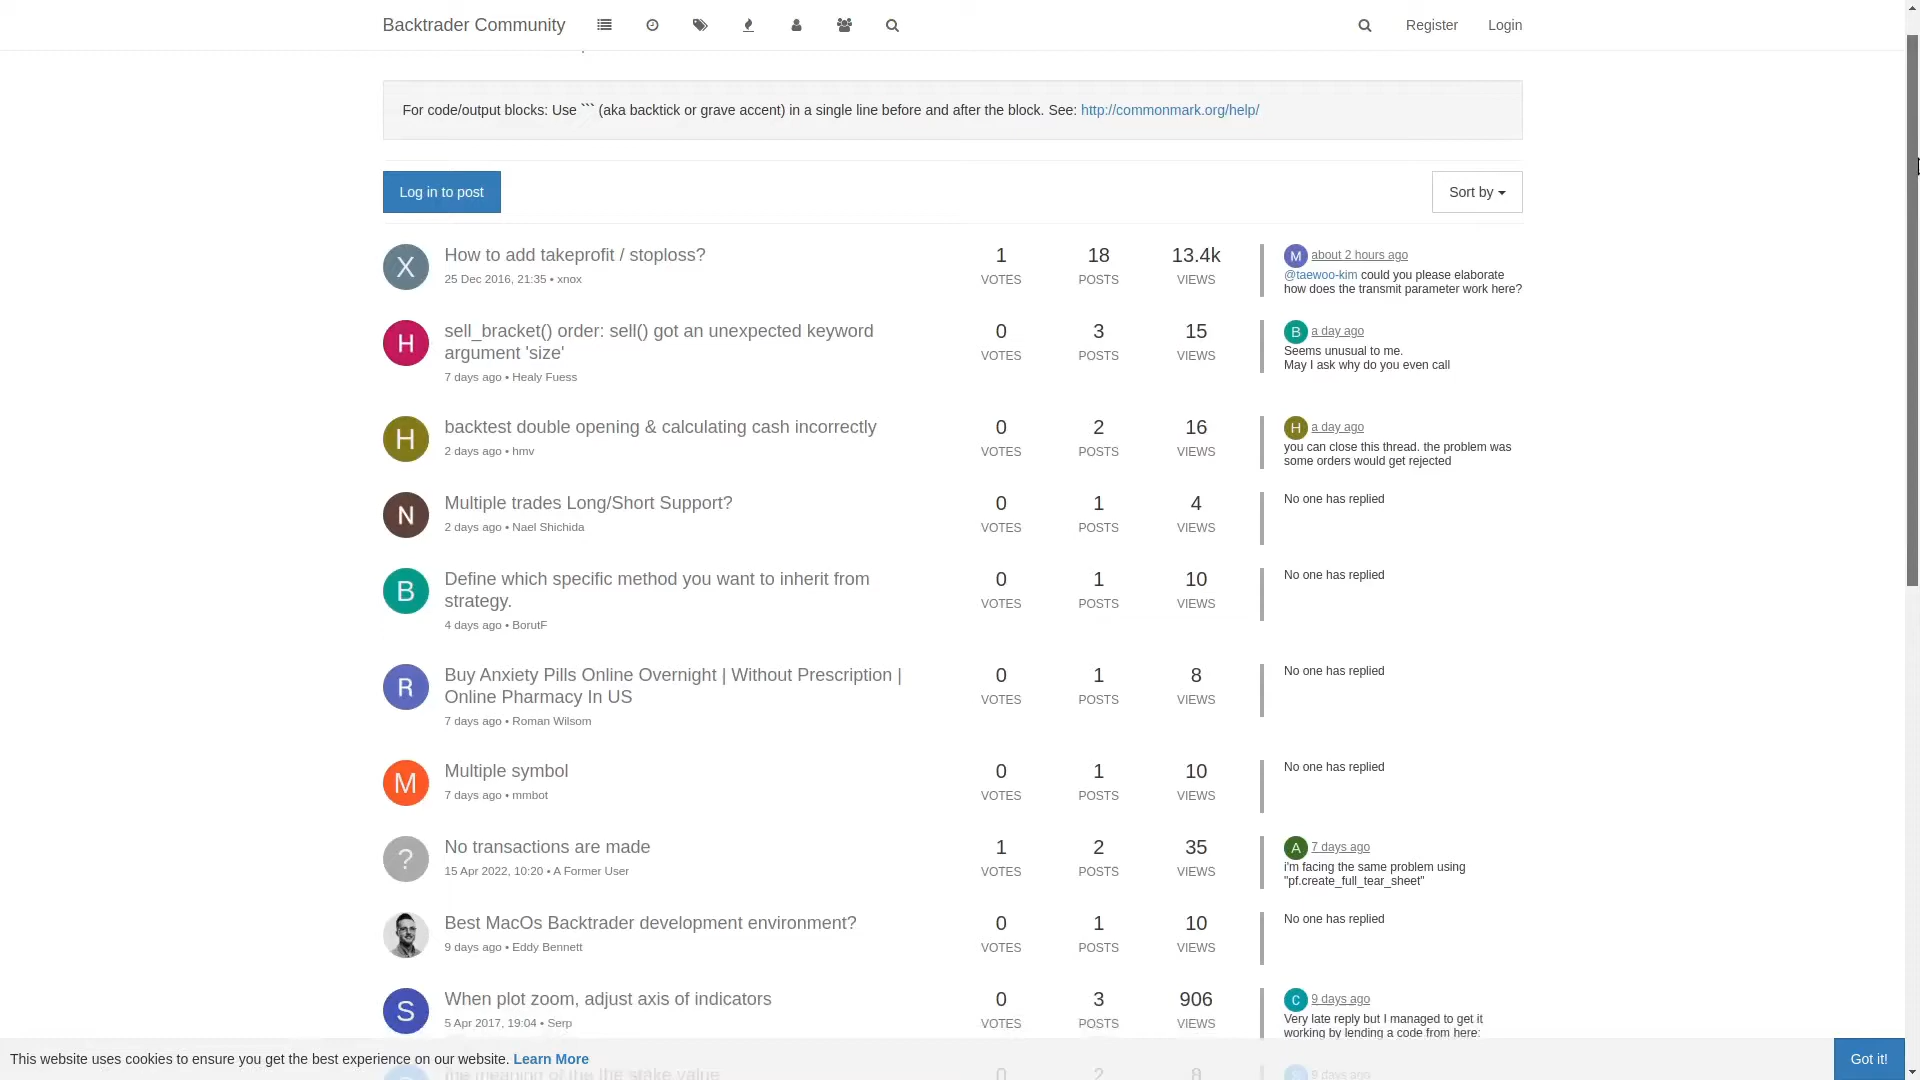 Backtrader Community
Register
Login
For code/output blocks: Use ``` (aka backtick or grave accent) in a single line before and after the block. See: http://commonmark.org/help/
Log in to post
Sort by
X
How to add takeprofit / stoploss?
25 Dec 2016, 21:35 • xnox
1
VOTES
18
POSTS
13.4k
VIEWS
M about 2 hours ago
@taewoo-kim could you please elaborate
how does the transmit parameter work here?
H
sell_bracket() order: sell() got an unexpected keyword
argument 'size'
7 days ago • Healy Fuess
0
VOTES
3
POSTS
15
VIEWS
B a day ago
Seems unusual to me.
May I ask why do you even call
H
backtest double opening & calculating cash incorrectly
2 days ago • hmv
0
VOTES
2
POSTS
16
VIEWS
H a day ago
you can close this thread. the problem was
some orders would get rejected
N
Multiple trades Long/Short Support?
2 days ago • Nael Shichida
0
VOTES
1
POSTS
4
VIEWS
No one has replied
B
Define which specific method you want to inherit from
strategy.
4 days ago • BorutF
0
VOTES
1
POSTS
10
VIEWS
No one has replied
R
Buy Anxiety Pills Online Overnight | Without Prescription |
Online Pharmacy In US
7 days ago • Roman Wilsom
0
VOTES
1
POSTS
8
VIEWS
No one has replied
M
Multiple symbol
7 days ago • mmbot
0
VOTES
1
POSTS
10
VIEWS
No one has replied
?
No transactions are made
15 Apr 2022, 10:20 • A Former User
1
VOTES
2
POSTS
35
VIEWS
A 7 days ago
i'm facing the same problem using
"pf.create_full_tear_sheet"
Best MacOs Backtrader development environment?
9 days ago • Eddy Bennett
0
VOTES
1
POSTS
10
VIEWS
No one has replied
S
When plot zoom, adjust axis of indicators
5 Apr 2017, 19:04 • Serp
0
VOTES
3
POSTS
906
VIEWS
C 9 days ago
Very late reply but I managed to get it
working by lending a code from here:
This website uses cookies to ensure you get the best experience on our website. Learn More
Got it!
the meaning of the the stake value
0
2
8
9 days ago